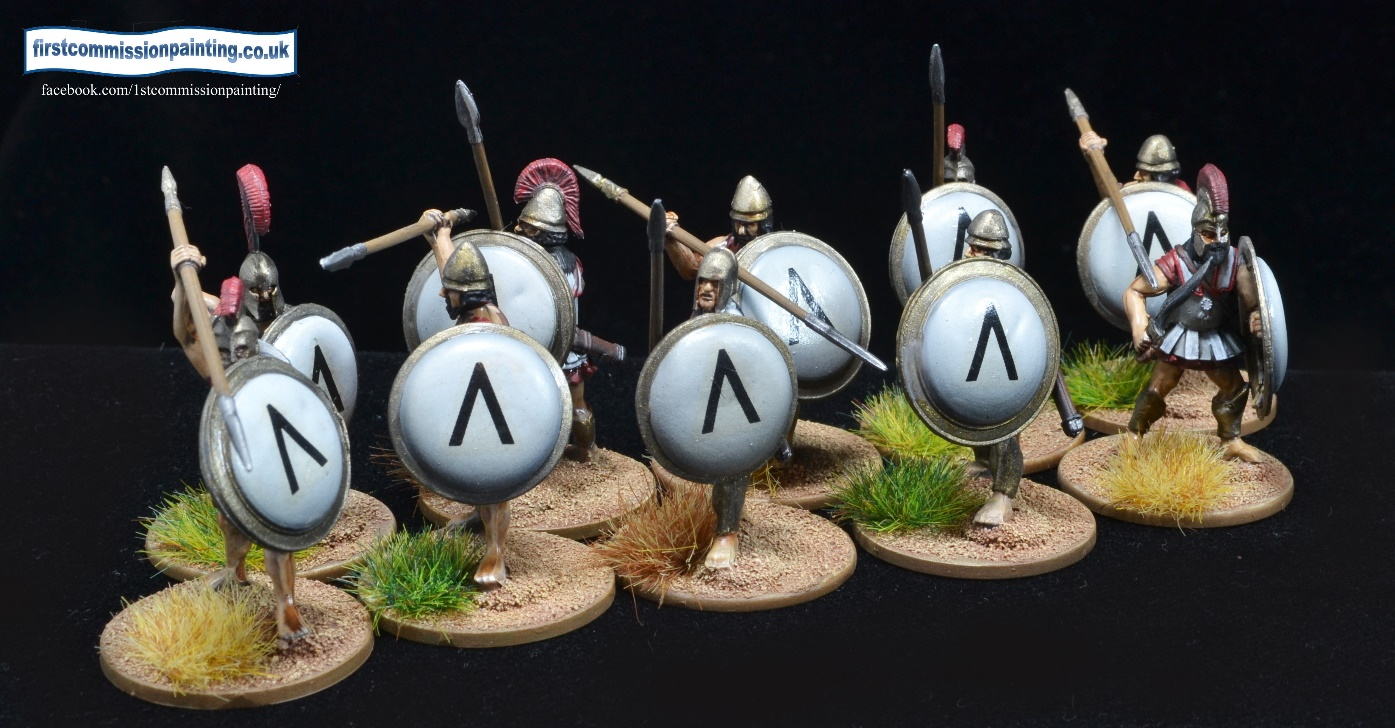 firstcommissionpainting.co.uk
facebook.com/1stcommissionpainting/
Λ
Λ
Λ
Λ
Λ
Λ
Λ
Λ